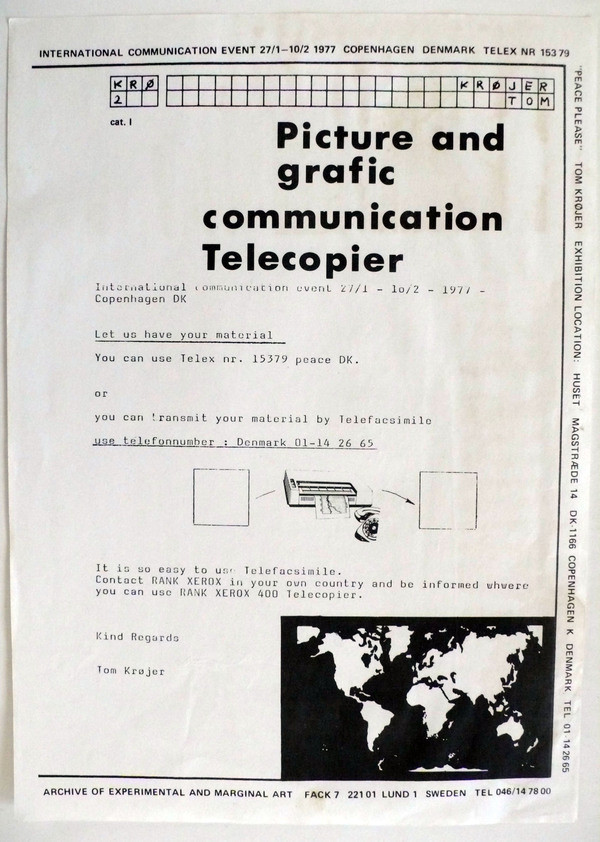 INTERNATIONAL COMMUNICATION EVENT 27/1–10/2 1977 COPENHAGEN DENMARK TELEX NR 15379
KRØ KRØJER
2 TOM
cat. I
Picture and
grafic
communication
Telecopier
International communication event 27/1 - 1o/2 - 1977 -
Copenhagen DK
Let us have your material
You can use Telex nr. 15379 peace DK.
or
you can transmit your material by Telefacsimile
use telefonnumber : Denmark 01-14 26 65
It is so easy to use Telefacsimile.
Contact RANK XEROX in your own country and be informed whwere
you can use RANK XEROX 400 Telecopier.
Kind Regards
Tom Krøjer
ARCHIVE OF EXPERIMENTAL AND MARGINAL ART FACK 7 221 01 LUND 1 SWEDEN TEL 046/14 78 00
"PEACE PLEASE" TOM KRØJER EXHIBITION LOCATION: HUSET MAGSTRÆDE 14 DK-1166 COPENHAGEN K DENMARK TEL 01 14 26 65